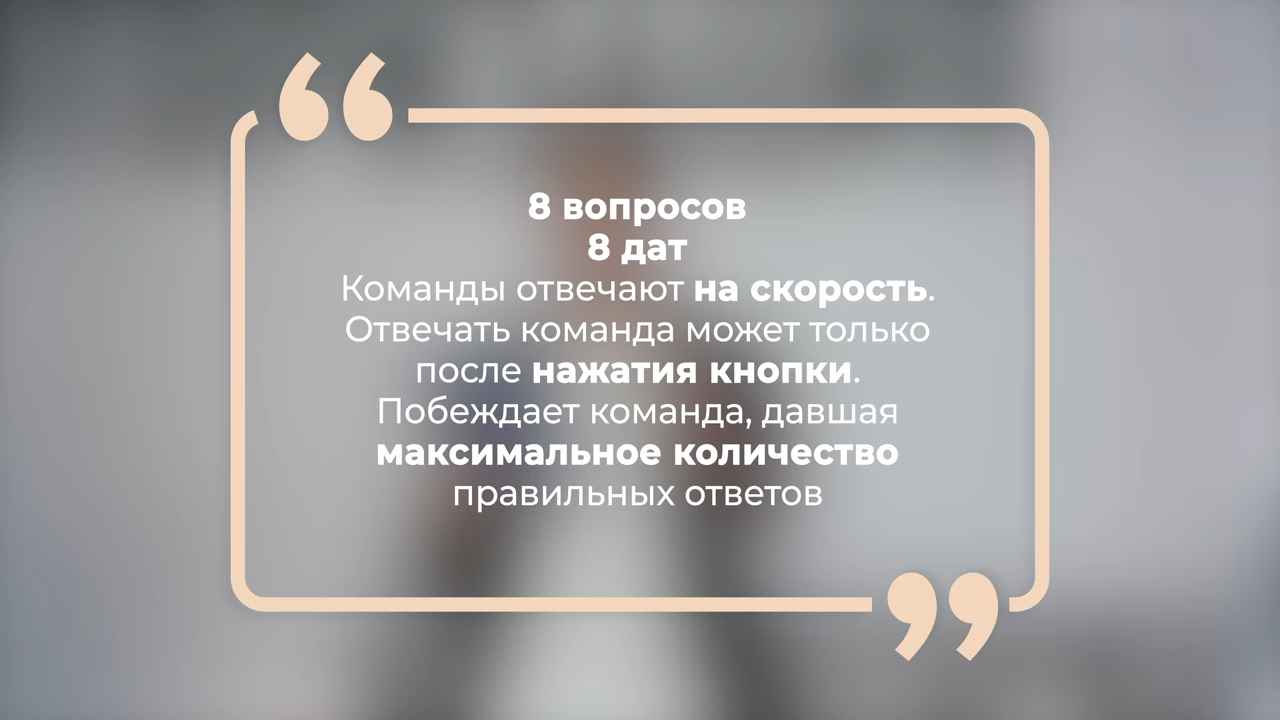 8 вопросов
8 дат
Команды отвечают на скорость.
Отвечать команда может только
после нажатия кнопки.
Побеждает команда, давшая
максимальное количество
правильных ответов